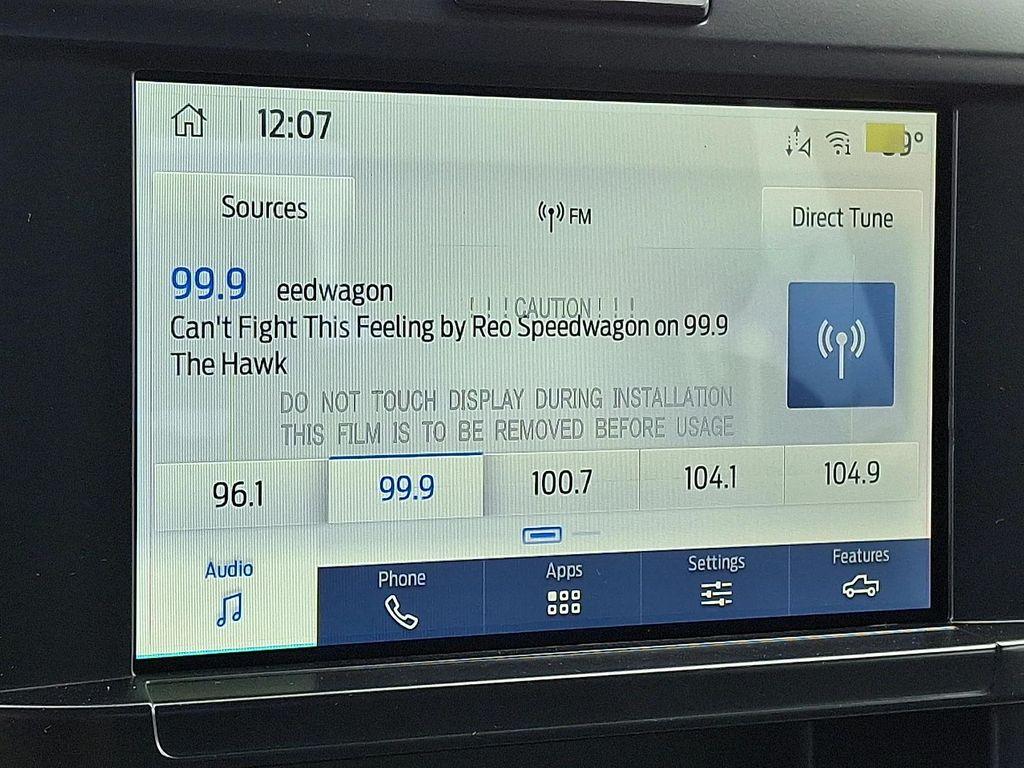 12:07
Sources
FM
Direct Tune
99.9 eedwagon
! ! ! CAUTION ! ! !
Can't Fight This Feeling by Reo Speedwagon on 99.9
The Hawk
DO NOT TOUCH DISPLAY DURING INSTALLATION
THIS FILM IS TO BE REMOVED BEFORE USAGE
96.1 99.9 100.7 104.1 104.9
Audio Phone Apps Settings Features